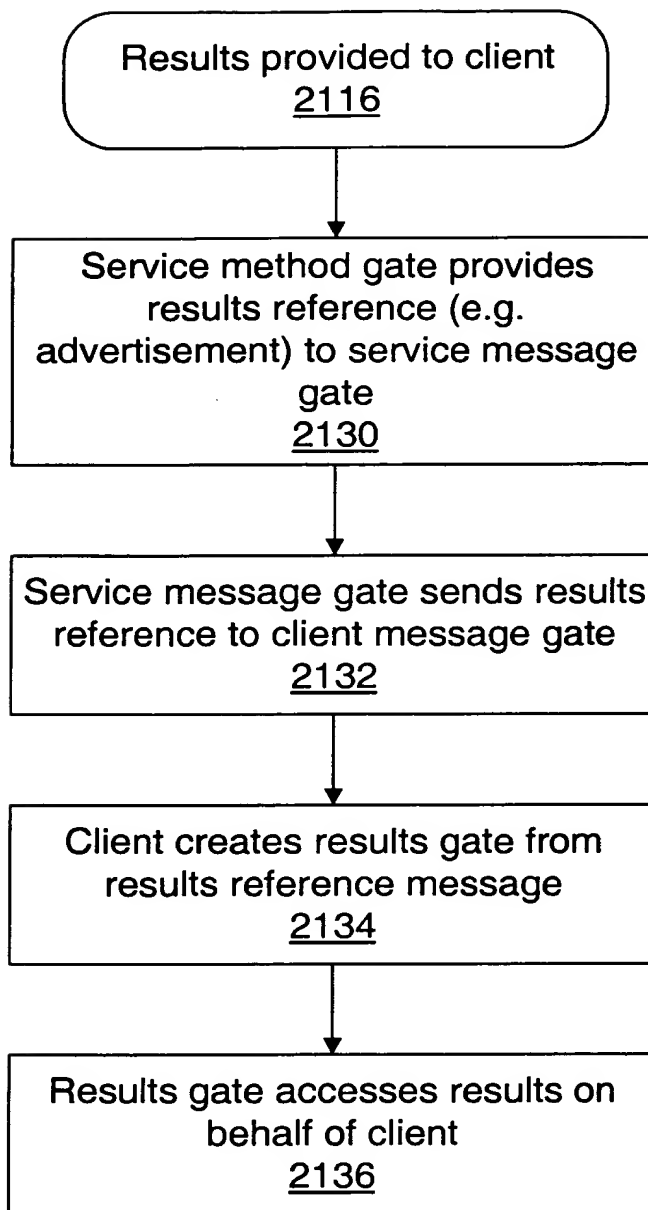 Results provided to client
2116
Service method gate provides
results reference (e.g.
advertisement) to service message
gate
2130
Service message gate sends results
reference to client message gate
2132
Client creates results gate from
results reference message
2134
Results gate accesses results on
behalf of client
2136